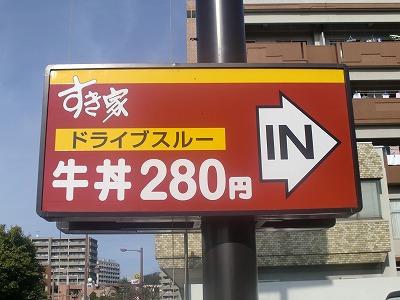 すき家
ドライブスルー
牛丼280円
IN